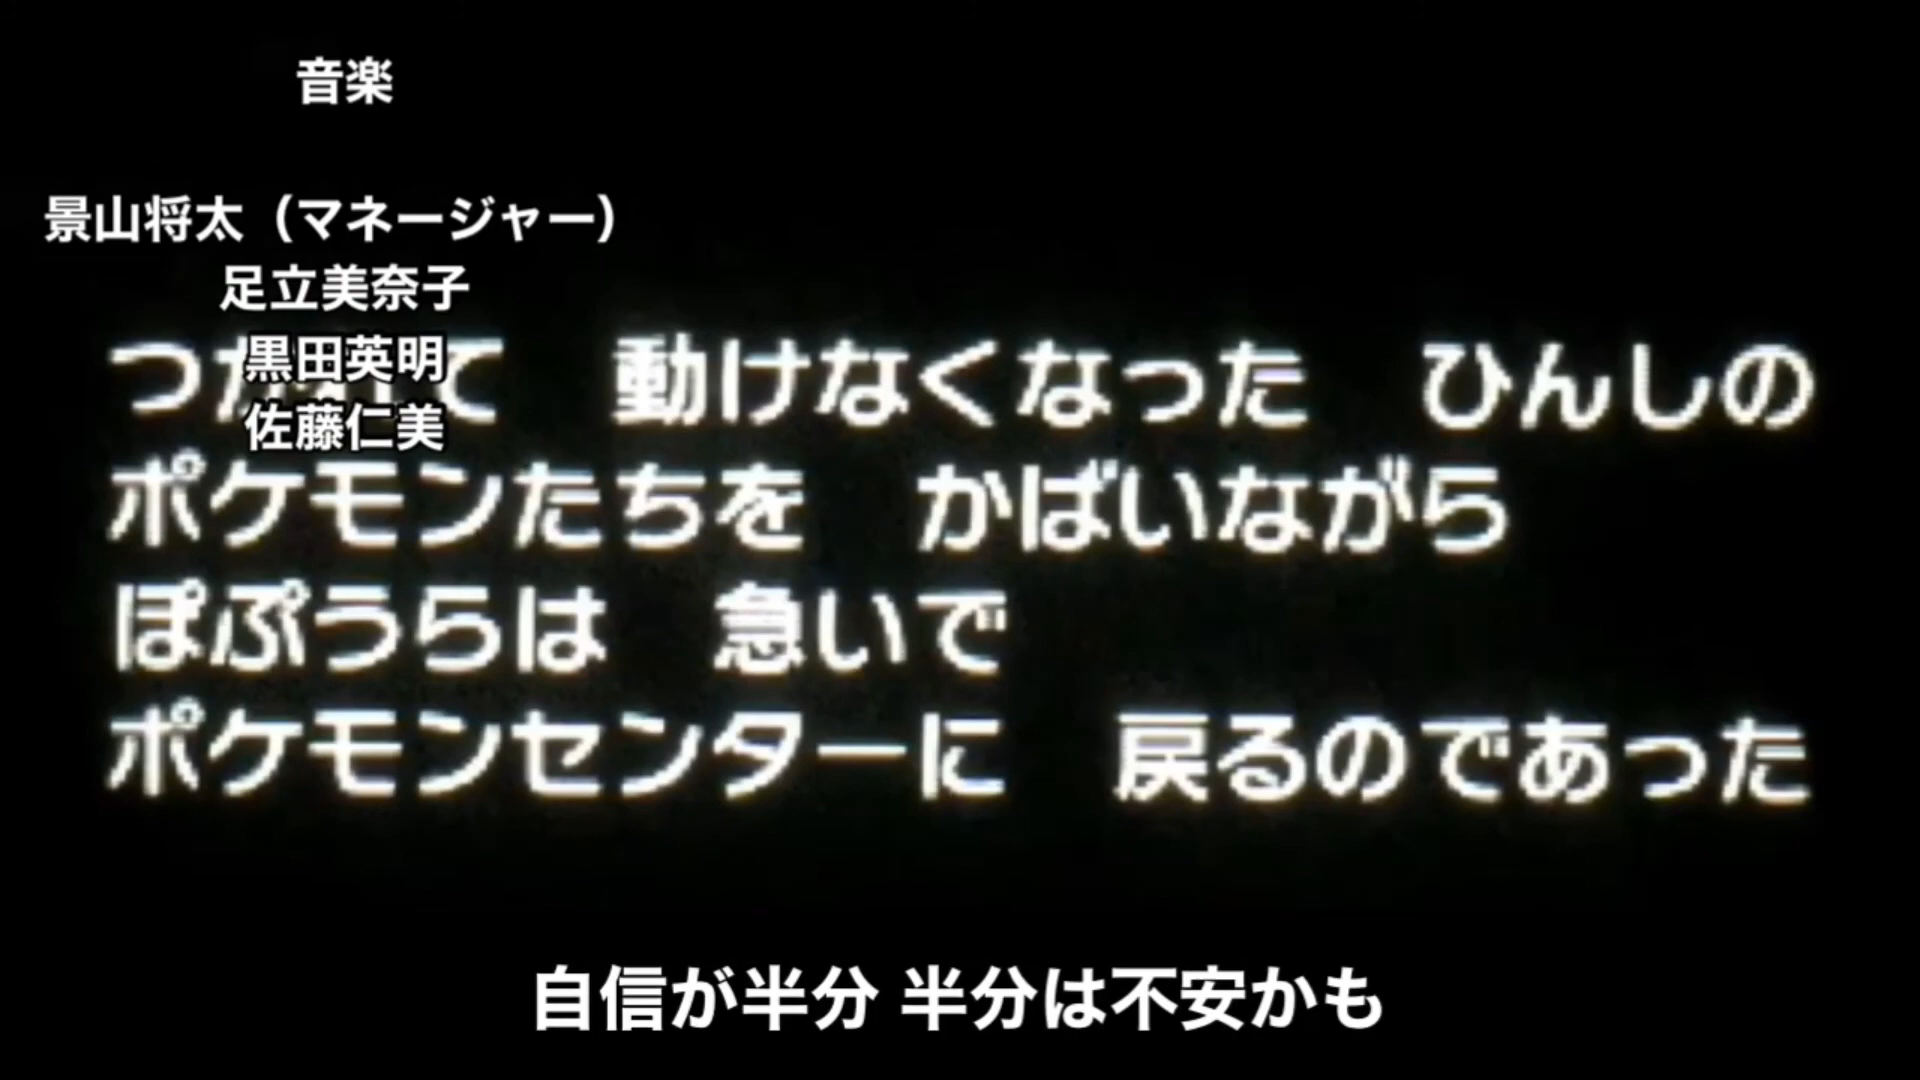 音楽
景山将太（マネージャー）
足立美奈子
黒田英明
佐藤仁美
動けなくなった　ひんしの
ポケモンたちを　かばいながら
ぽぷうらは　急いで
ポケモンセンターに　戻るのであった
自信が半分 半分は不安かも